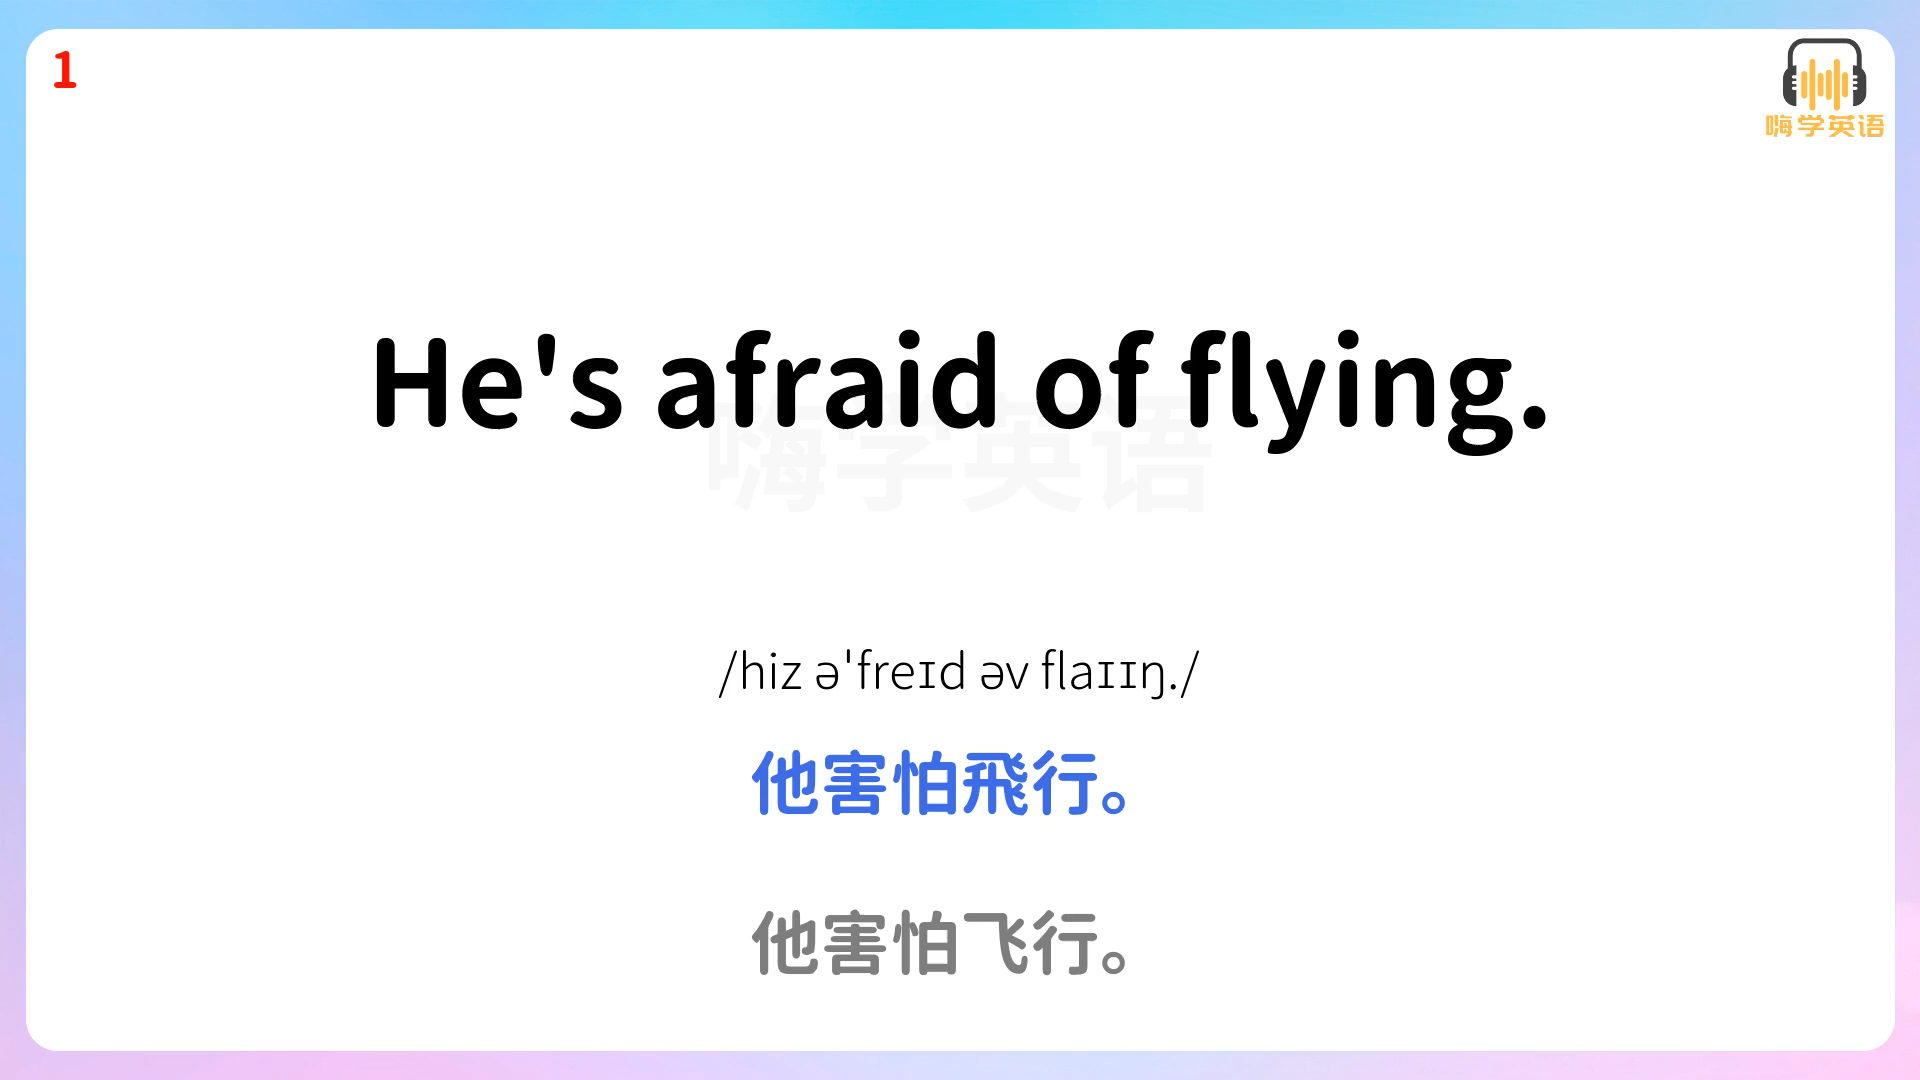 1
嗨学英语
He's afraid of flying.
嗨学英语
/hiz ə'freɪd əv flaɪɪŋ./
他害怕飛行。
他害怕飞行。